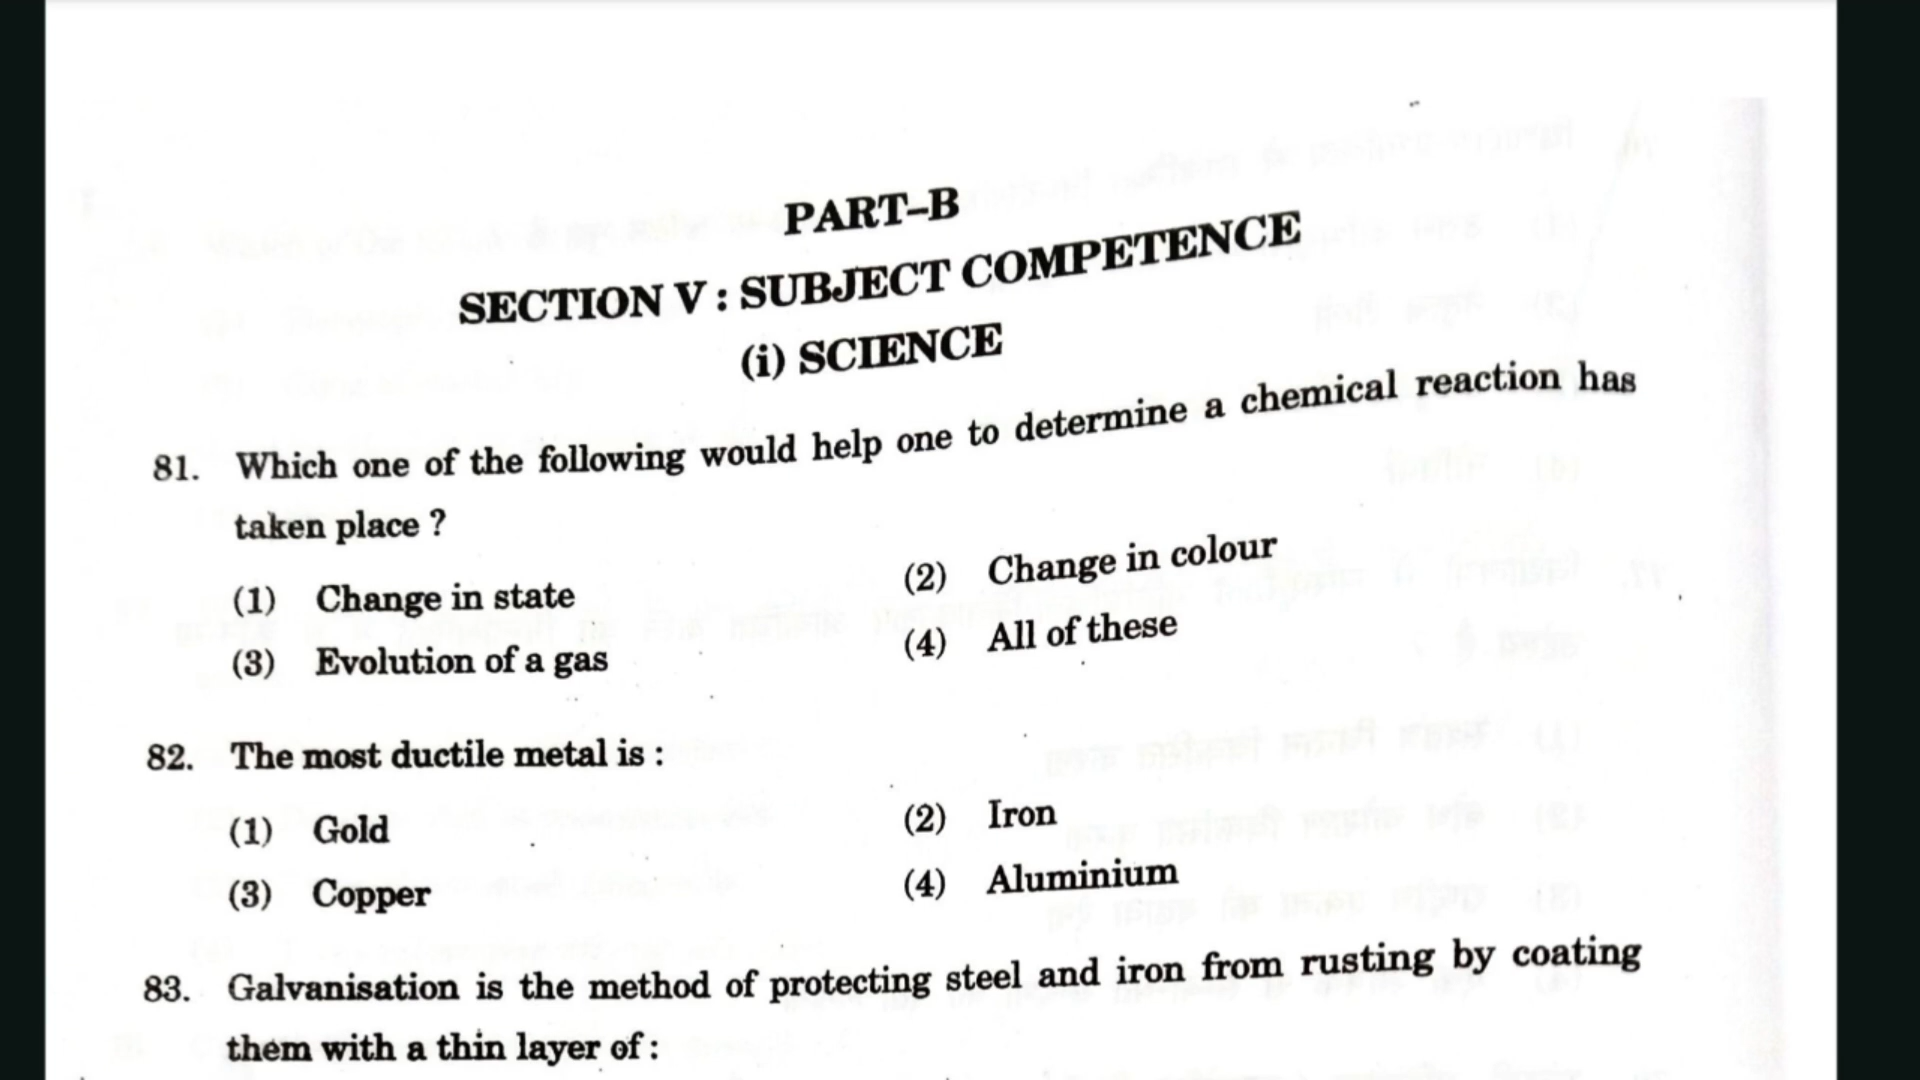 PART–B
SECTION V : SUBJECT COMPETENCE
(i) SCIENCE
81. Which one of the following would help one to determine a chemical reaction has
taken place ?
(1) Change in state (2) Change in colour
(3) Evolution of a gas (4) All of these
82. The most ductile metal is :
(1) Gold (2) Iron
(3) Copper (4) Aluminium
83. Galvanisation is the method of protecting steel and iron from rusting by coating
them with a thin layer of :